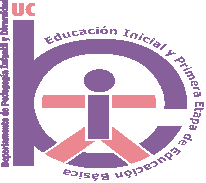 UC
Departamento de Pedagogía Infantil y Diversidad
Educación Inicial y Primera Etapa de Educación Básica